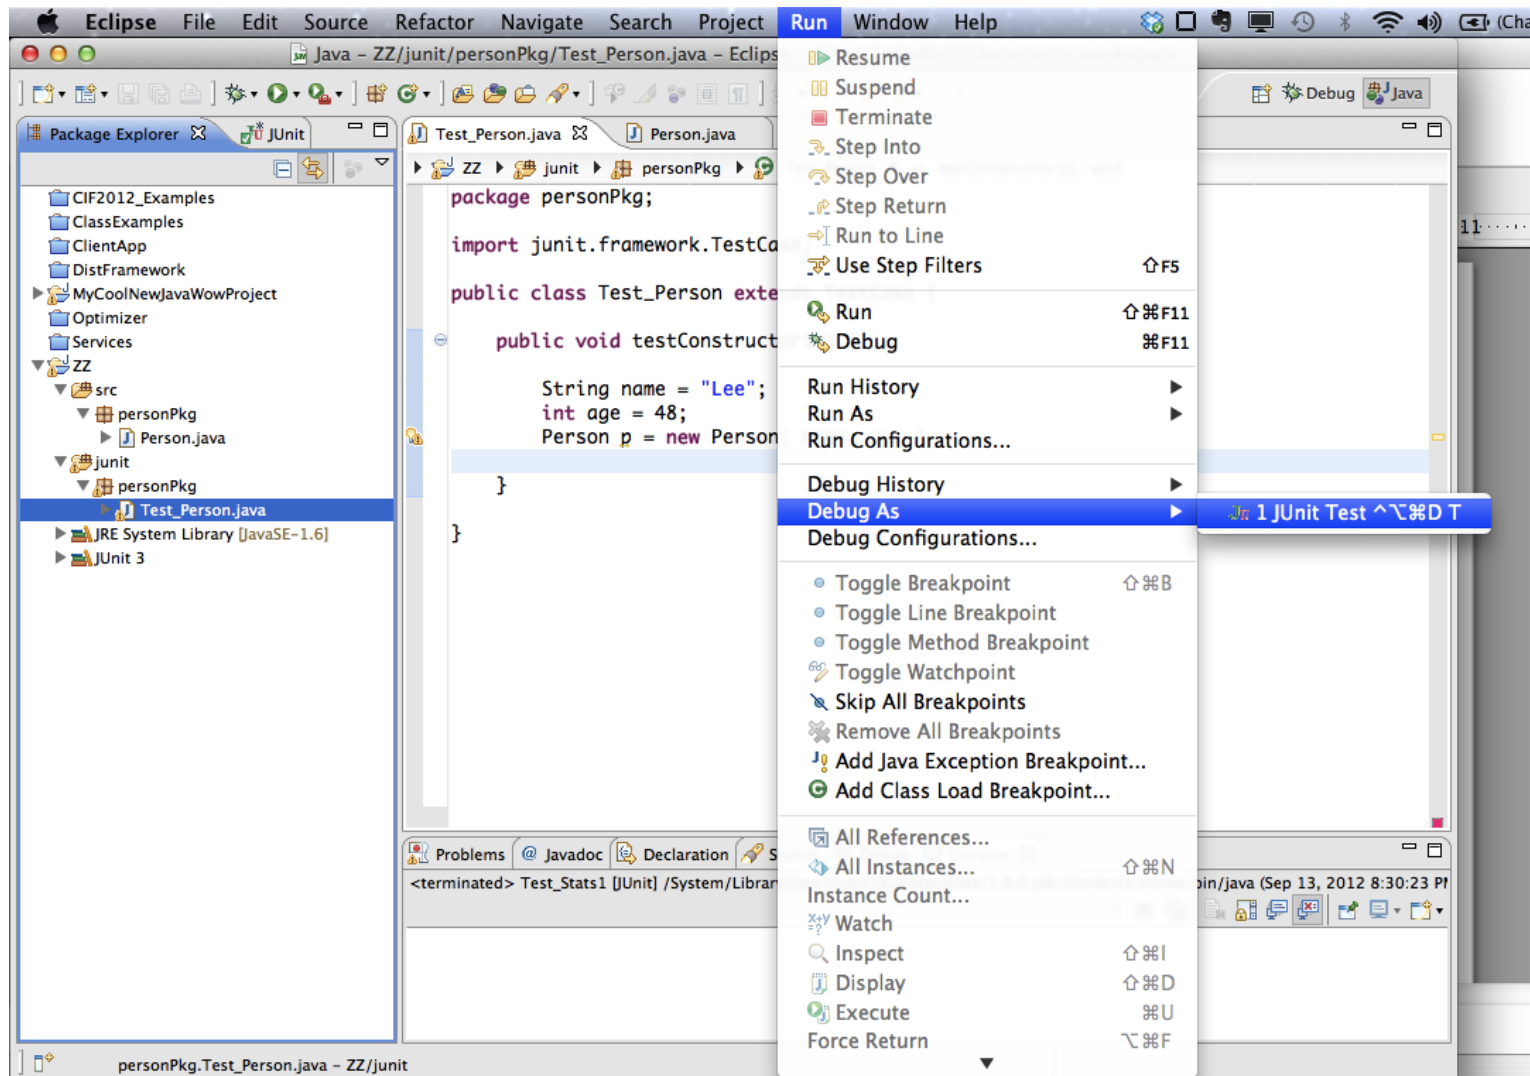 Eclipse File Edit Source Refactor Navigate Search Project Run Window Help (Cha
Java – ZZ/junit/personPkg/Test_Person.java – Eclips
Debug Java
Package Explorer JUnit
Test_Person.java Person.java
ZZ junit personPkg
CIF2012_Examples
ClassExamples
ClientApp
DistFramework
MyCoolNewJavaWowProject
Optimizer
Services
ZZ
src
personPkg
Person.java
junit
personPkg
Test_Person.java
JRE System Library [JavaSE-1.6]
JUnit 3
package personPkg;
import junit.framework.TestCa
public class Test_Person exte
public void testConstruct
String name = "Lee";
int age = 48;
Person p = new Person
}
}
Resume
Suspend
Terminate
Step Into
Step Over
Step Return
Run to Line
Use Step Filters ⇧F5
Run ⇧⌘F11
Debug ⌘F11
Run History
Run As
Run Configurations...
Debug History
Debug As
Debug Configurations...
Toggle Breakpoint ⇧⌘B
Toggle Line Breakpoint
Toggle Method Breakpoint
Toggle Watchpoint
Skip All Breakpoints
Remove All Breakpoints
Add Java Exception Breakpoint...
Add Class Load Breakpoint...
All References...
All Instances... ⇧⌘N
Instance Count...
Watch
Inspect ⇧⌘I
Display ⇧⌘D
Execute ⌘U
Force Return ⌥⌘F
1 JUnit Test ^⌥⌘D T
11
Problems @ Javadoc Declaration S
<terminated> Test_Stats1 [JUnit] /System/Librar
bin/java (Sep 13, 2012 8:30:23 P
personPkg.Test_Person.java – ZZ/junit